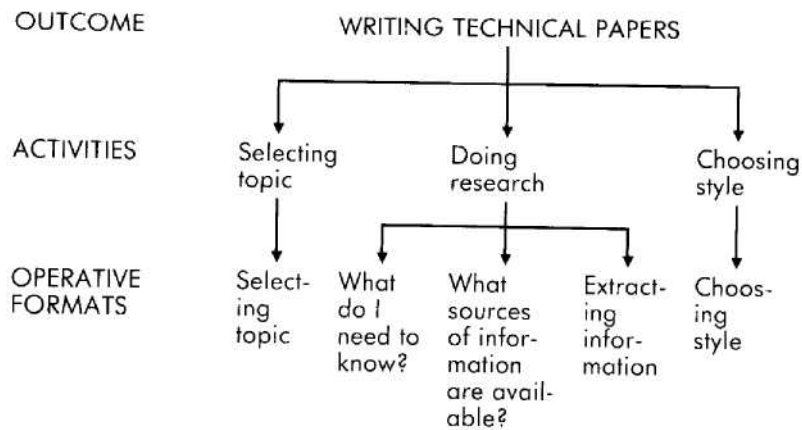 OUTCOME WRITING TECHNICAL PAPERS
ACTIVITIES
Selecting
topic
Doing
research
Choosing
style
OPERATIVE
FORMATS
Select-
ing
topic
What
do I
need to
know?
What
sources
of infor-
mation
are avail-
able?
Extract-
ing
infor-
mation
Choos-
ing
style